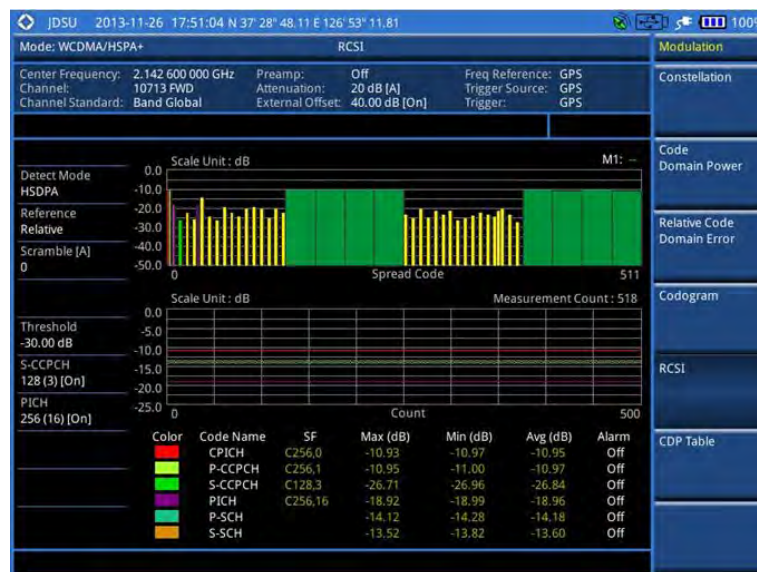 JDSU 2013-11-26 17:51:04 N 37° 28" 48.11 E 126° 53" 11.81 100%
Mode: WCDMA/HSPA+ RCSI
Center Frequency: 2.142 600 000 GHz Preamp: Off Freq Reference: GPS
Channel: 10713 FWD Attenuation: 20 dB [A] Trigger Source: GPS
Channel Standard: Band Global External Offset: 40.00 dB [On] Trigger: GPS
Detect Mode
HSDPA
Reference
Relative
Scramble [A]
0
Scale Unit : dB M1: --
0.0
-10.0
-20.0
-30.0
-40.0
-50.0
0 Spread Code 511
Threshold
-30.00 dB
S-CCPCH
128 (3) [On]
PICH
256 (16) [On]
Scale Unit : dB Measurement Count : 518
0.0
-5.0
-10.0
-15.0
-20.0
-25.0
0 Count 500
Color Code Name SF Max (dB) Min (dB) Avg (dB) Alarm
CPICH C256,0 -10.93 -10.97 -10.95 Off
P-CCPCH C256,1 -10.95 -11.00 -10.97 Off
S-CCPCH C128,3 -26.71 -26.96 -26.84 Off
PICH C256,16 -18.92 -18.99 -18.96 Off
P-SCH -14.12 -14.28 -14.18 Off
S-SCH -13.52 -13.82 -13.60 Off
Modulation
Constellation
Code
Domain Power
Relative Code
Domain Error
Codogram
RCSI
CDP Table